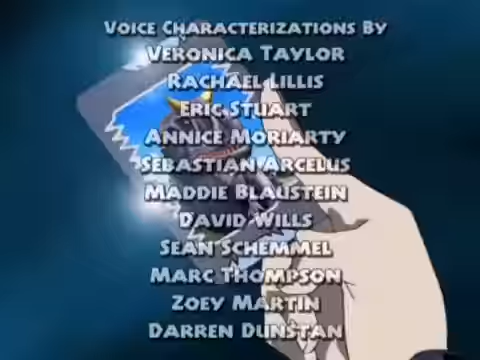 VOICE CHARACTERIZATIONS BY
VERONICA TAYLOR
RACHAEL LILLIS
ERIC STUART
ANNICE MORIARTY
SEBASTIAN ARCELUS
MADDIE BLAUSTEIN
DAVID WILLS
SEAN SCHEMMEL
MARC THOMPSON
ZOEY MARTIN
DARREN DUNSTAN